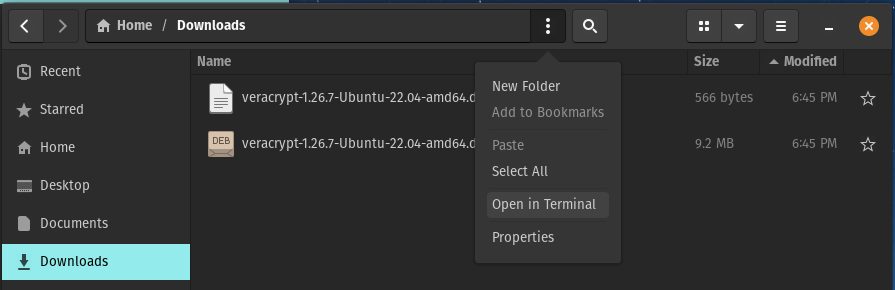 Home / Downloads
Name Size Modified
Recent
Starred
Home
Desktop
Documents
Downloads
veracrypt-1.26.7-Ubuntu-22.04-amd64.d 566 bytes 6:45 PM
DEB veracrypt-1.26.7-Ubuntu-22.04-amd64.d 9.2 MB 6:45 PM
New Folder
Add to Bookmarks
Paste
Select All
Open in Terminal
Properties